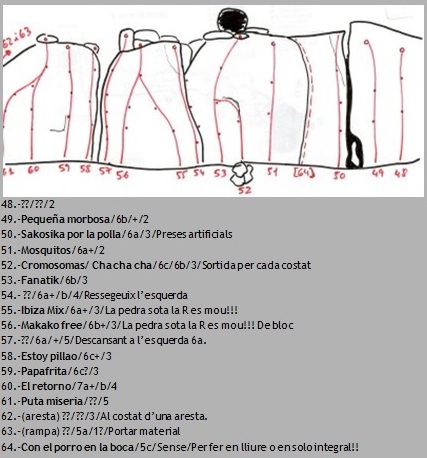 62 i 63
61 60 59 58 57 56 55 54 53 52 51 [64] 50 49 48
48.-??/??/2
49.-Pequeña morbosa/6b/+/2
50.-Sakosika por la polla/6a/3/Preses artificials
51.-Mosquitos/6a+/2
52.-Cromosomas/ Cha cha cha/6c/6b/3/Sortida per cada costat
53.-Fanatik/6b/3
54.-??/6a+/b/4/Ressegeuix l'esquerda
55.-Ibiza Mix/6a+/3/La pedra sota la R es mou!!!
56.-Makako free/6b+/3/La pedra sota la R es mou!!! De bloc
57.-??/6a/+/5/Descansant a l'esquerda 6a.
58.-Estoy pillao/6c+/3
59.-Papafrita/6c?/3
60.-El retorno/7a+/b/4
61.-Puta miseria/??/5
62.-(aresta) ??/??/3/Al costat d'una aresta.
63.-(rampa) ??/5a/1?/Portar material
64.-Con el porro en la boca/5c/Sense/Per fer en lliure o en solo integral!!